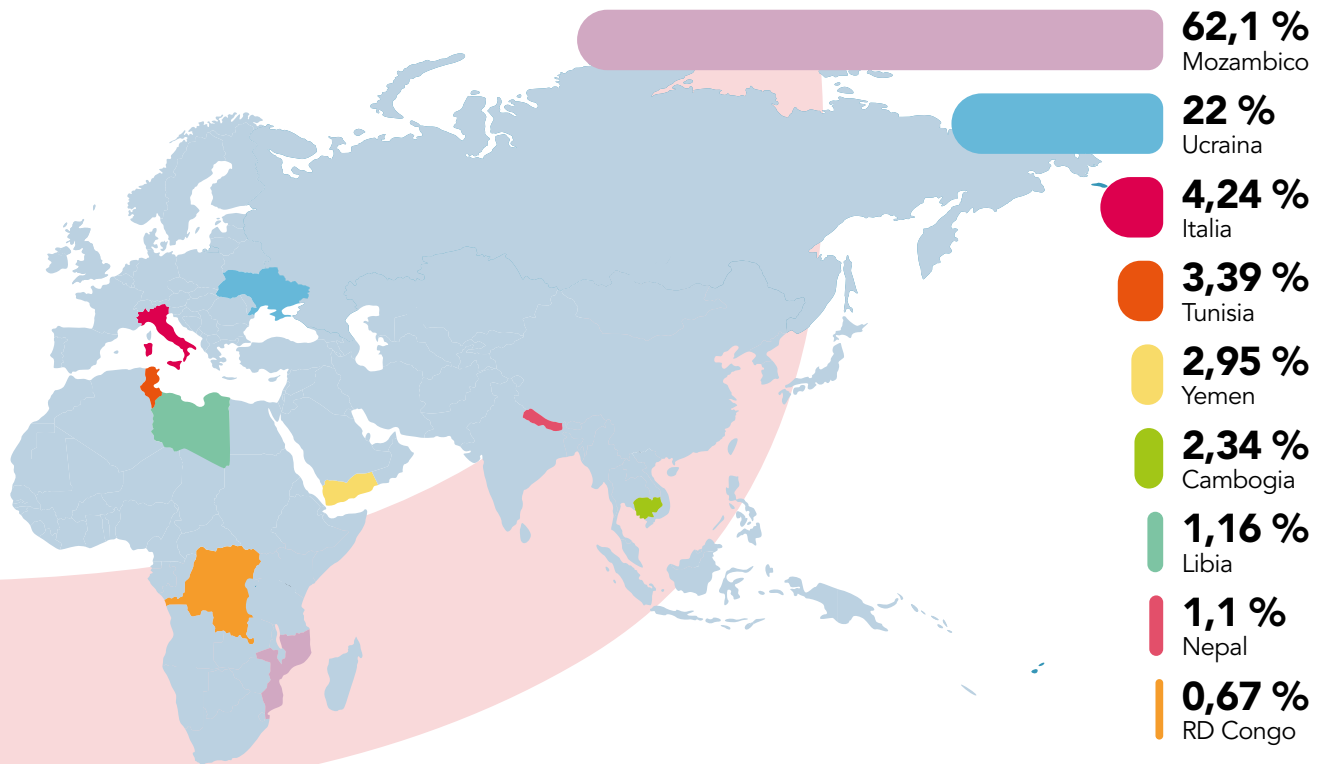 62,1 %
Mozambico
22 %
Ucraina
4,24 %
Italia
3,39 %
Tunisia
2,95 %
Yemen
2,34 %
Cambogia
1,16 %
Libia
1,1 %
Nepal
0,67 %
RD Congo